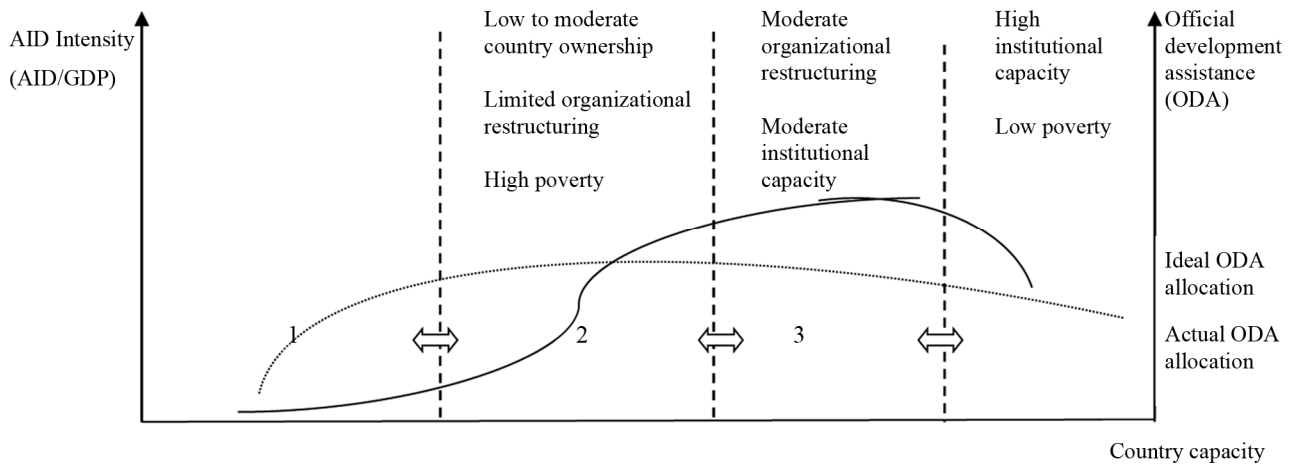 AID Intensity
(AID/GDP)
Low to moderate
country ownership
Limited organizational
restructuring
High poverty
Moderate
organizational
restructuring
Moderate
institutional
capacity
High
institutional
capacity
Low poverty
Official
development
assistance
(ODA)
Ideal ODA
allocation
Actual ODA
allocation
1
2
3
Country capacity